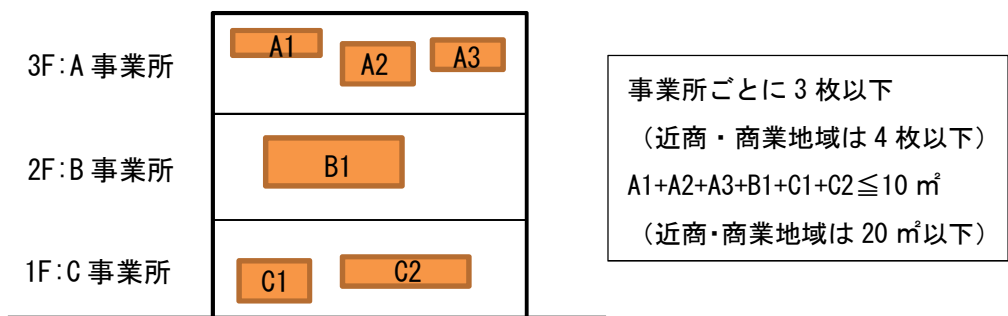 3F：A 事業所
A1
A2
A3
2F：B 事業所
B1
1F：C 事業所
C1
C2
事業所ごとに 3 枚以下
（近商・商業地域は 4 枚以下）
A1+A2+A3+B1+C1+C2≦10 ㎡
（近商・商業地域は 20 ㎡以下）